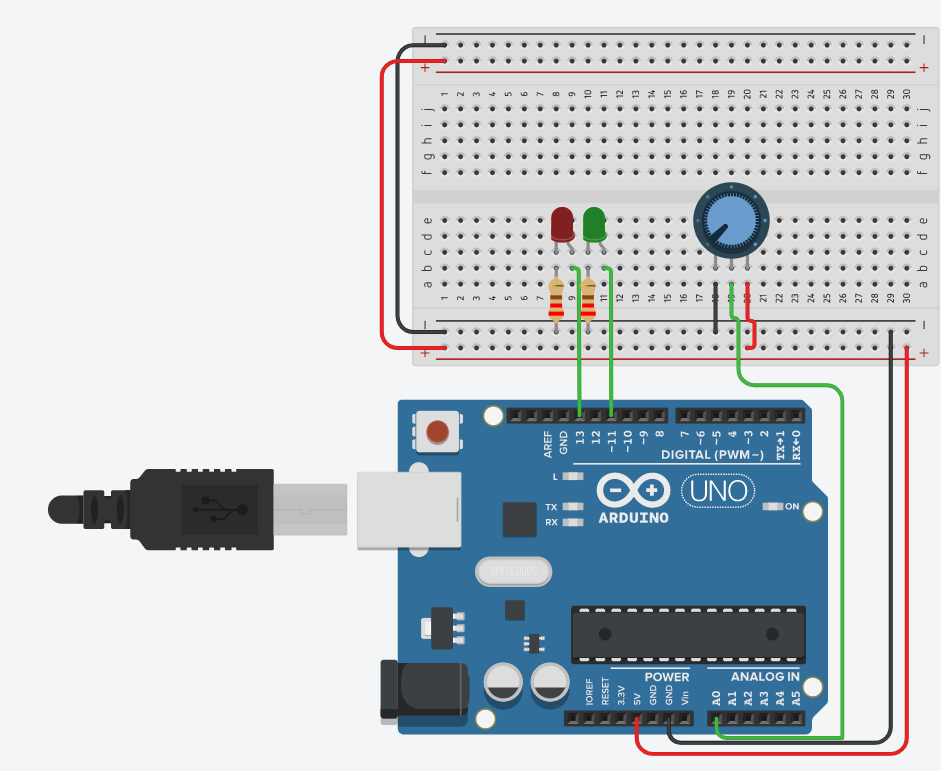 − −
+ +
1 2 3 4 5 6 7 8 9 10 11 12 13 14 15 16 17 18 19 20 21 22 23 24 25 26 27 28 29 30
j j
i i
h h
g g
f f
e e
d d
c c
b b
a a
1 2 3 4 5 6 7 8 9 10 11 12 13 14 15 16 17 18 19 20 21 22 23 24 25 26 27 28 29 30
− −
+ +
AREF GND 13 12 ~11 ~10 ~9 8 7 ~6 ~5 4 ~3 2 TX→1 RX←0
DIGITAL (PWM~)
L
TX
RX
ARDUINO
UNO
ON
SPK16.000G
POWER ANALOG IN
IOREF RESET 3.3V 5V GND GND Vin A0 A1 A2 A3 A4 A5